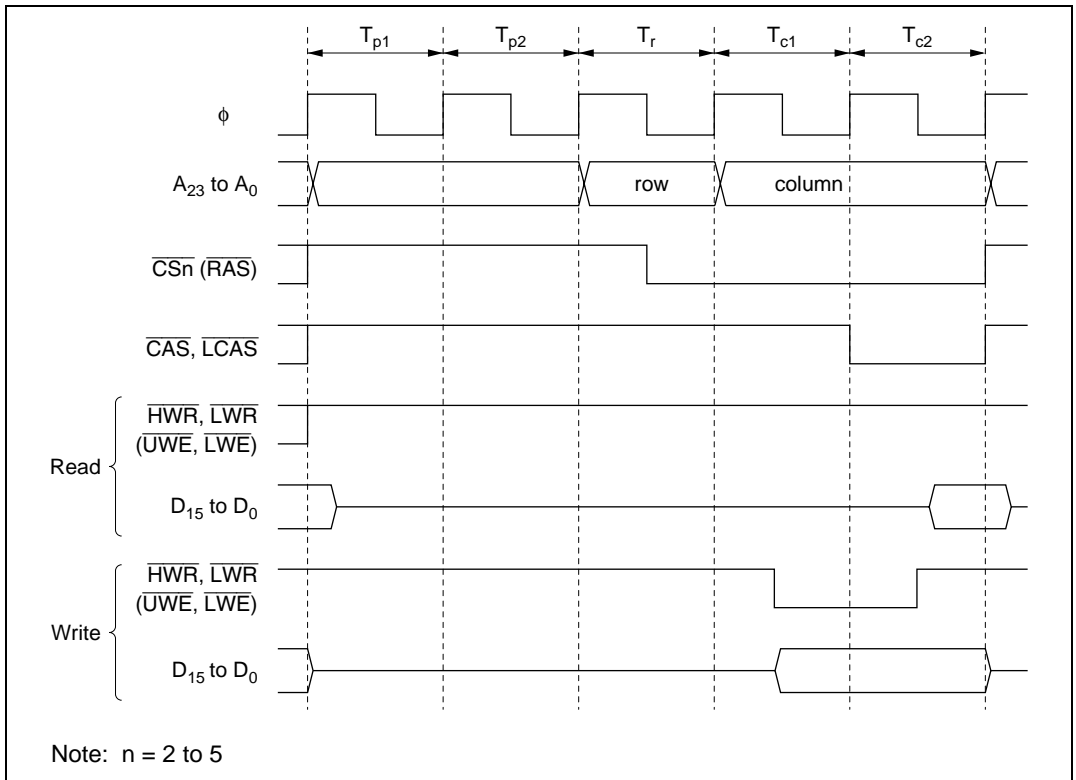 Tp1 Tp2 Tr Tc1 Tc2
ϕ
A23 to A0
row
column
CSn (RAS)
CAS, LCAS
Read
HWR, LWR
(UWE, LWE)
D15 to D0
Write
HWR, LWR
(UWE, LWE)
D15 to D0
Note: n = 2 to 5